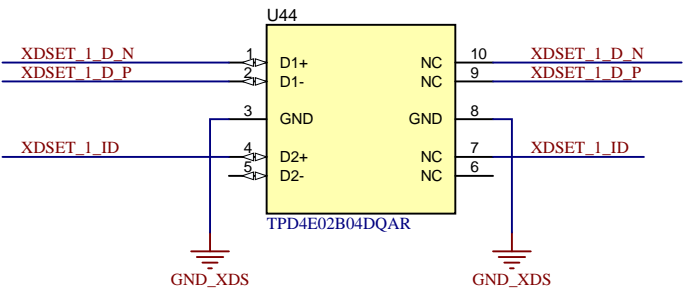 U44
XDSET_1_D_N 1 D1+ NC 10 XDSET_1_D_N
XDSET_1_D_P 2 D1- NC 9 XDSET_1_D_P
3 GND GND 8
XDSET_1_ID 4 D2+ NC 7 XDSET_1_ID
5 D2- NC 6
TPD4E02B04DQAR
GND_XDS GND_XDS